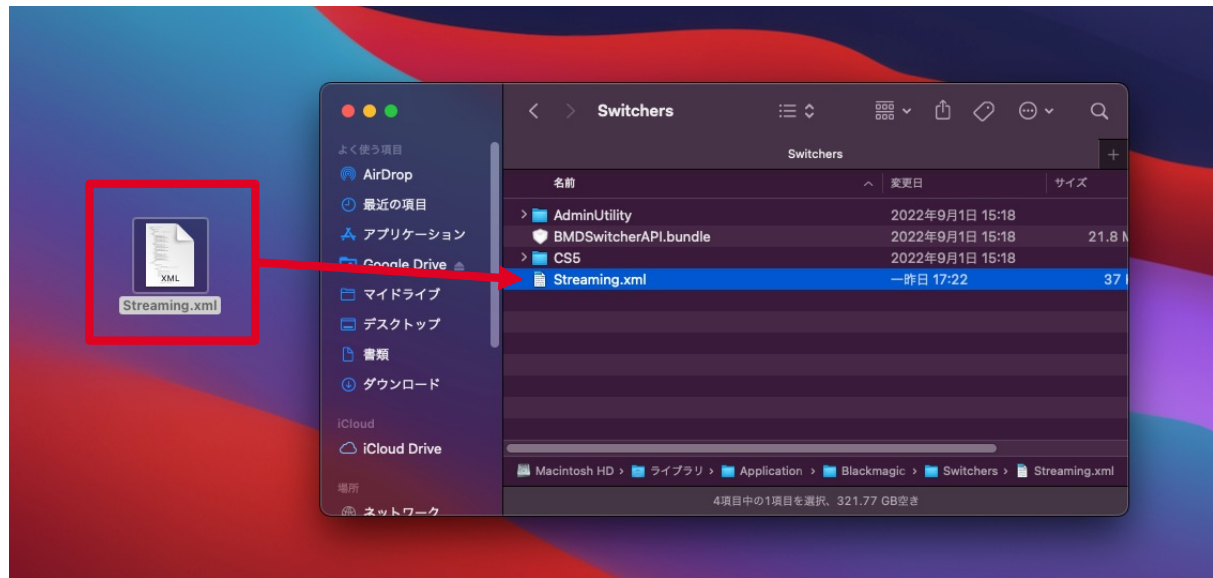 Switchers
よく使う項目
Switchers
AirDrop
名前
変更日
サイズ
最近の項目
AdminUtility
2022年9月1日 15:18
アプリケーション
BMDSwitcherAPI.bundle
2022年9月1日 15:18
21.8 M
Google Drive
CS5
2022年9月1日 15:18
XML
Streaming.xml
Streaming.xml
一昨日 17:22
37
マイドライブ
デスクトップ
書類
ダウンロード
iCloud
iCloud Drive
Macintosh HD › ライブラリ › Application › Blackmagic › Switchers › Streaming.xml
場所
4項目中の1項目を選択、321.77 GB空き
ネットワーク